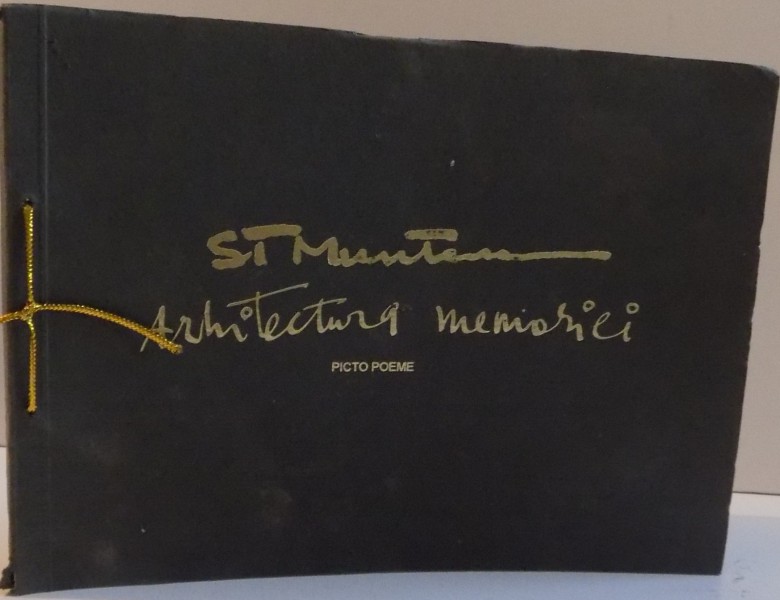 ST Muntean
Arhitectura memoriei
PICTO POEME